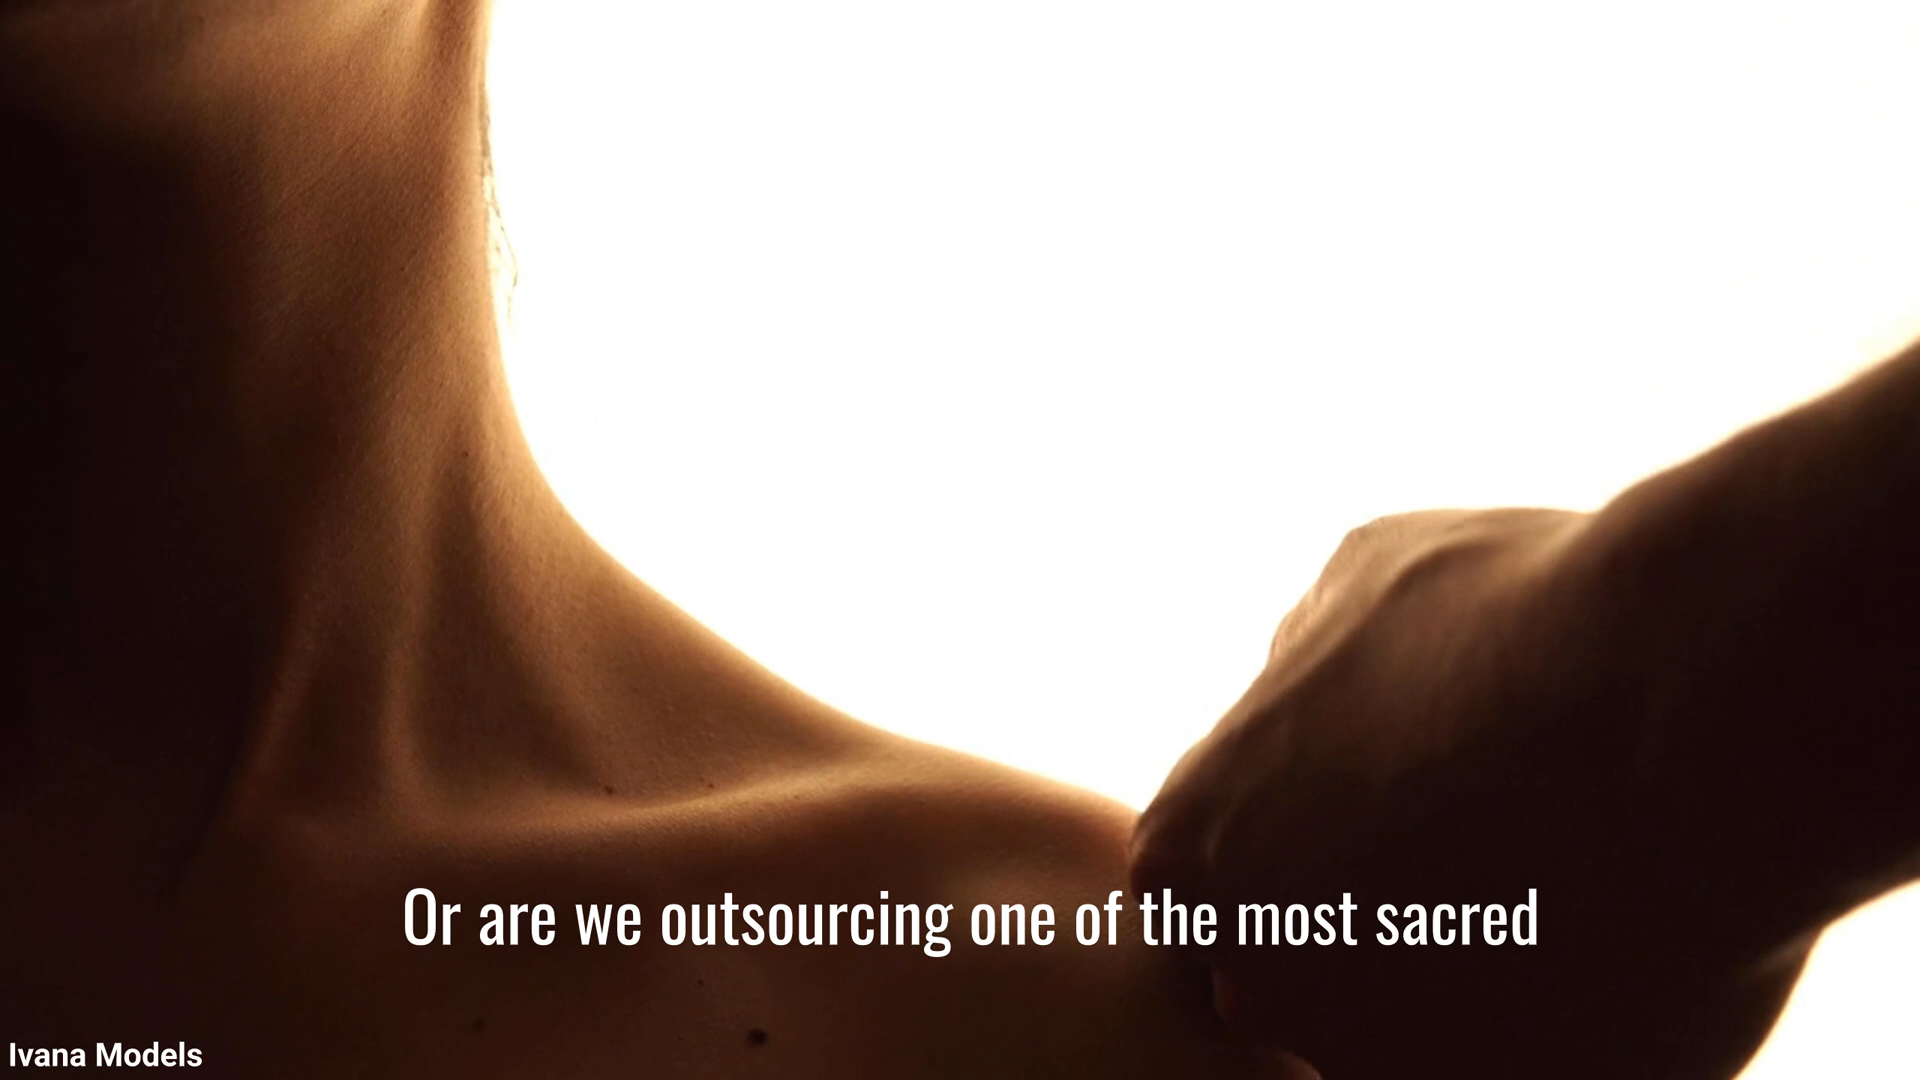 Or are we outsourcing one of the most sacred
Ivana Models